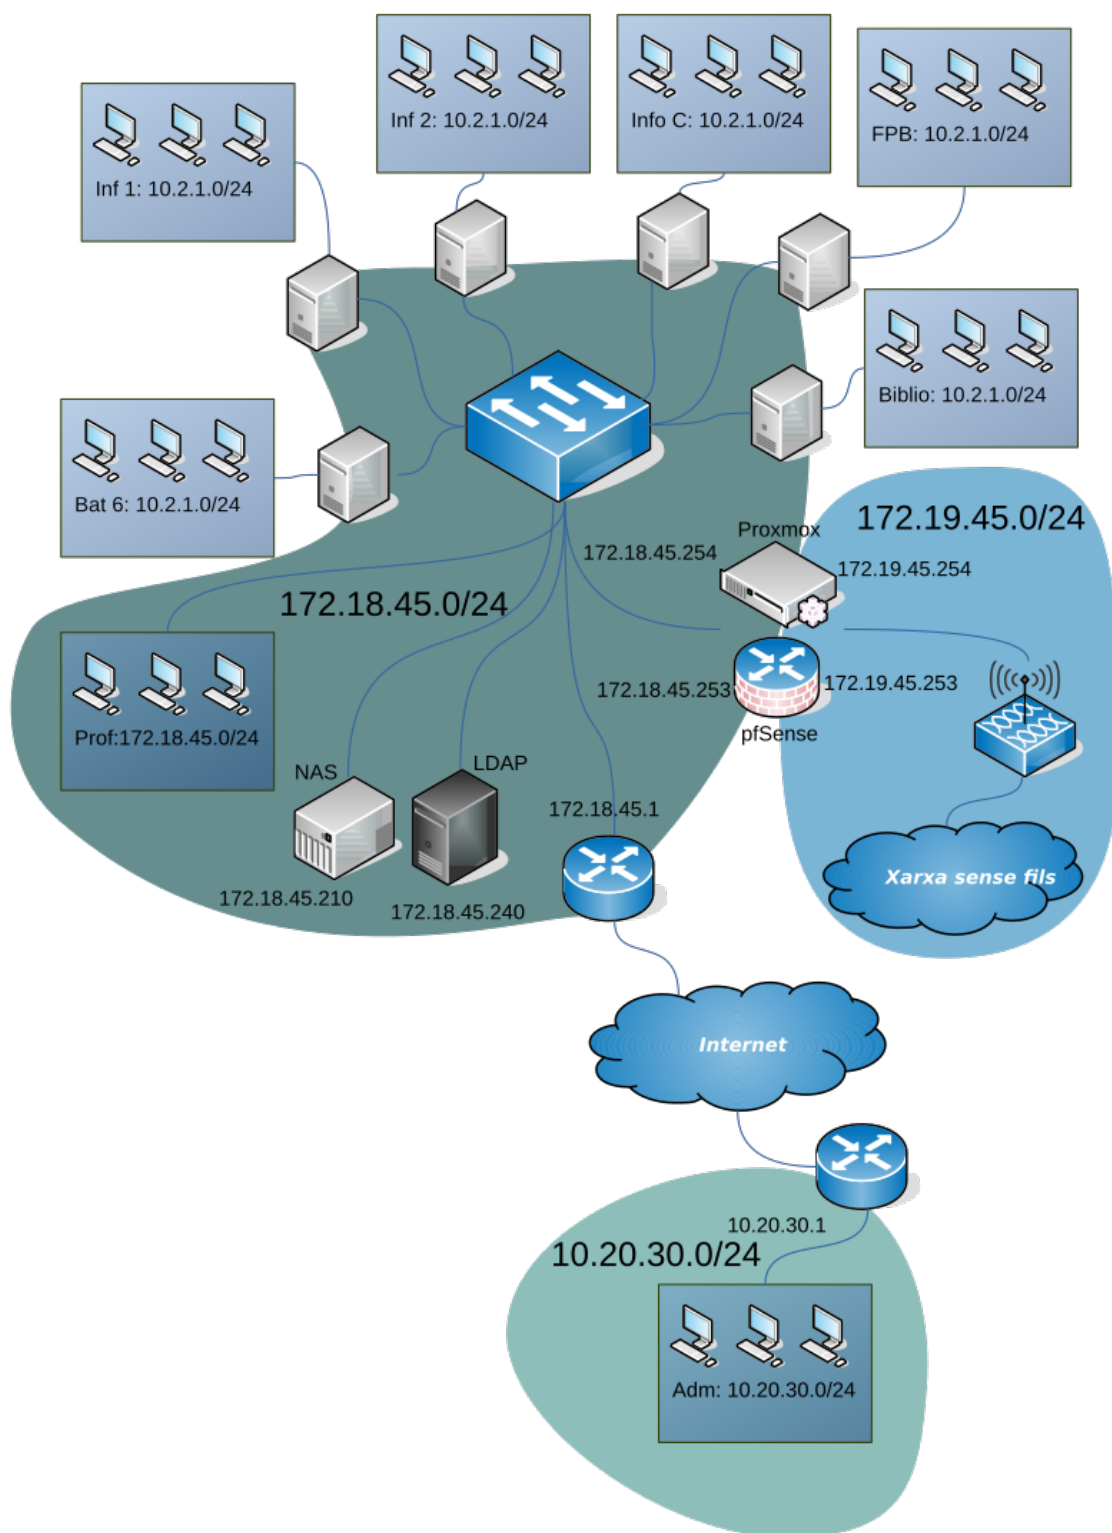 Inf 2: 10.2.1.0/24
Info C: 10.2.1.0/24
FPB: 10.2.1.0/24
Inf 1: 10.2.1.0/24
Biblio: 10.2.1.0/24
Bat 6: 10.2.1.0/24
172.19.45.0/24
Proxmox
172.18.45.254
172.19.45.254
172.18.45.0/24
172.18.45.253
172.19.45.253
pfSense
Prof:172.18.45.0/24
NAS
LDAP
172.18.45.1
172.18.45.210
172.18.45.240
Xarxa sense fils
Internet
10.20.30.1
10.20.30.0/24
Adm: 10.20.30.0/24